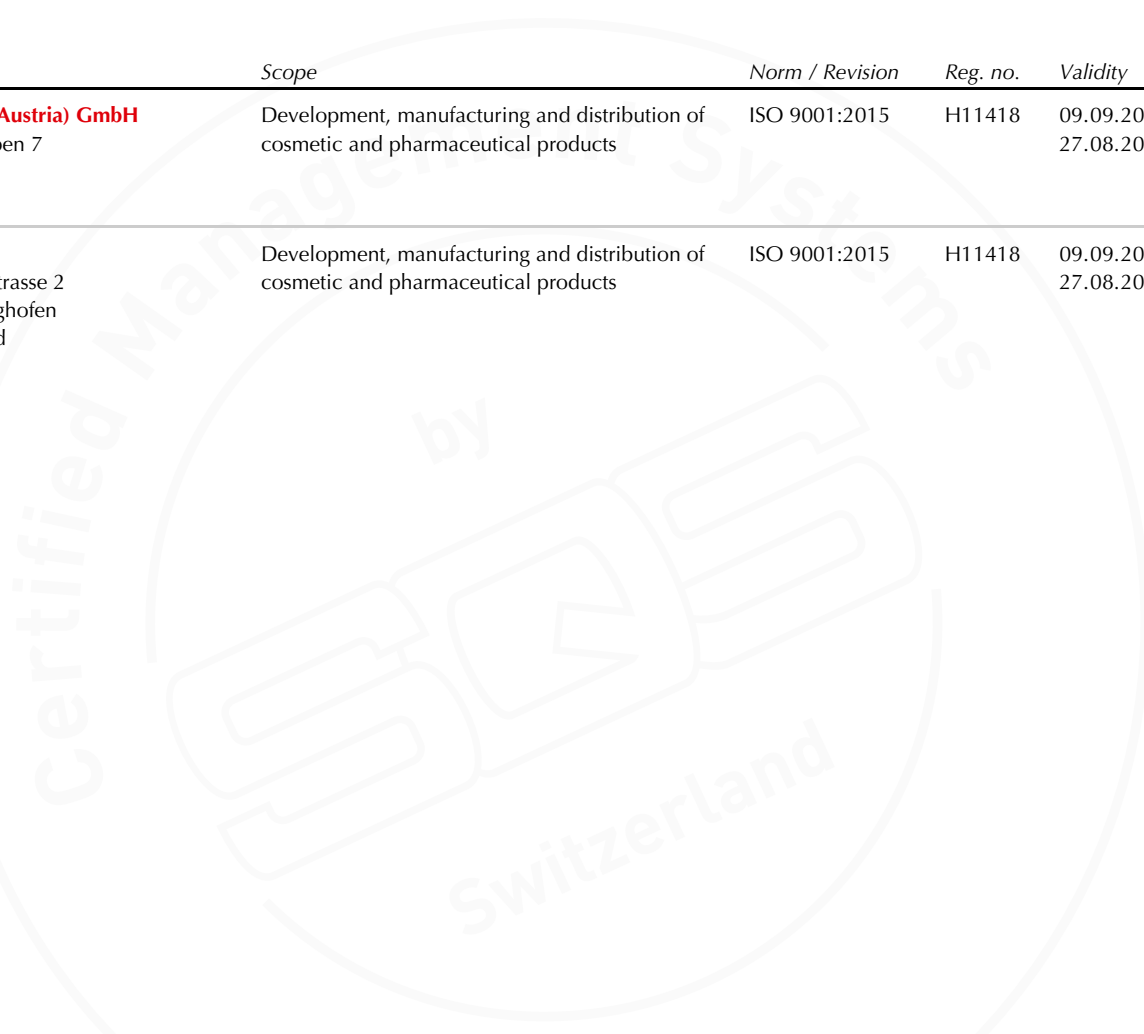 Scope Norm / Revision Reg. no. Validity
Austria) GmbH Development, manufacturing and distribution of ISO 9001:2015 H11418 09.09.20
en 7 cosmetic and pharmaceutical products 27.08.20
Development, manufacturing and distribution of ISO 9001:2015 H11418 09.09.20
trasse 2 cosmetic and pharmaceutical products 27.08.20
ghofen
d
Certified Management Systems
by
SQS
Switzerland